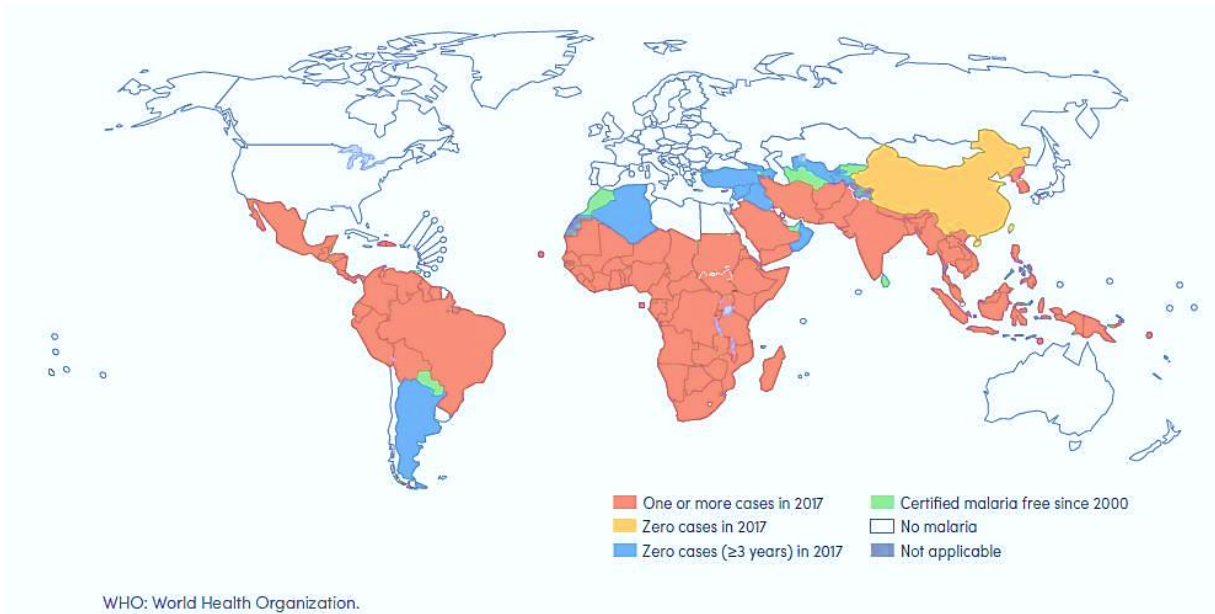 One or more cases in 2017
Zero cases in 2017
Zero cases (≥3 years) in 2017
Certified malaria free since 2000
No malaria
Not applicable
WHO: World Health Organization.